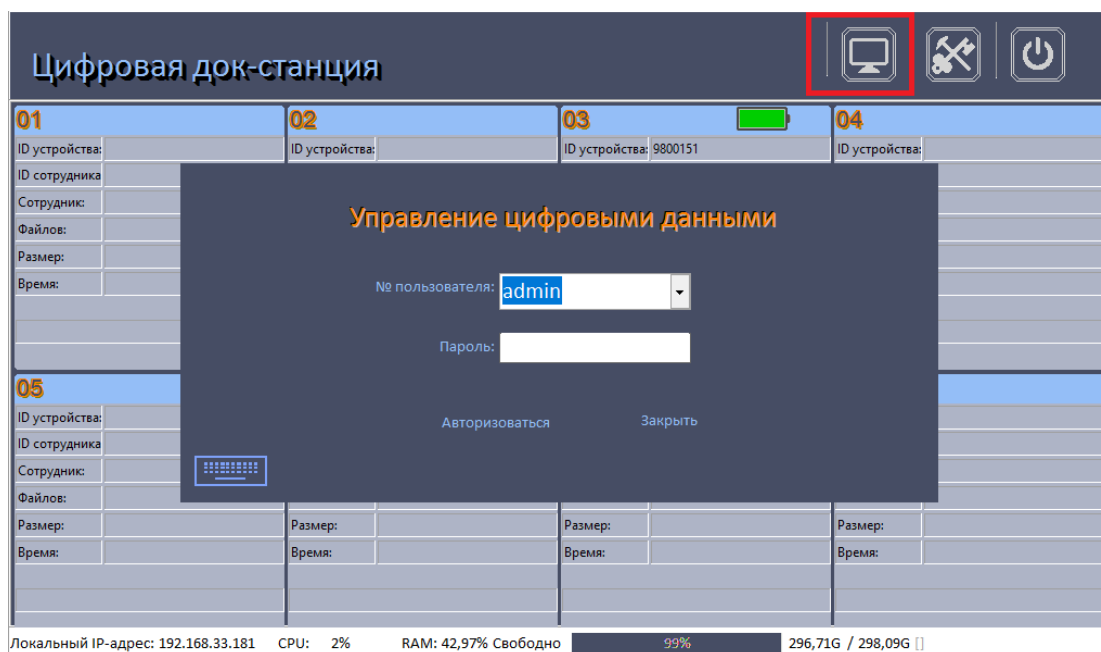 Цифровая док-станция
01 02 03 04
ID устройства: ID устройства: ID устройства: 9800151 ID устройства:
ID сотрудника
Сотрудник:
Файлов:
Размер:
Время:
Управление цифровыми данными
№ пользователя: admin
Пароль:
Авторизоваться Закрыть
05
ID устройства:
ID сотрудника
Сотрудник:
Файлов:
Размер: Размер: Размер: Размер:
Время: Время: Время: Время:
Локальный IP-адрес: 192.168.33.181 CPU: 2% RAM: 42,97% Свободно 99% 296,71G / 298,09G []